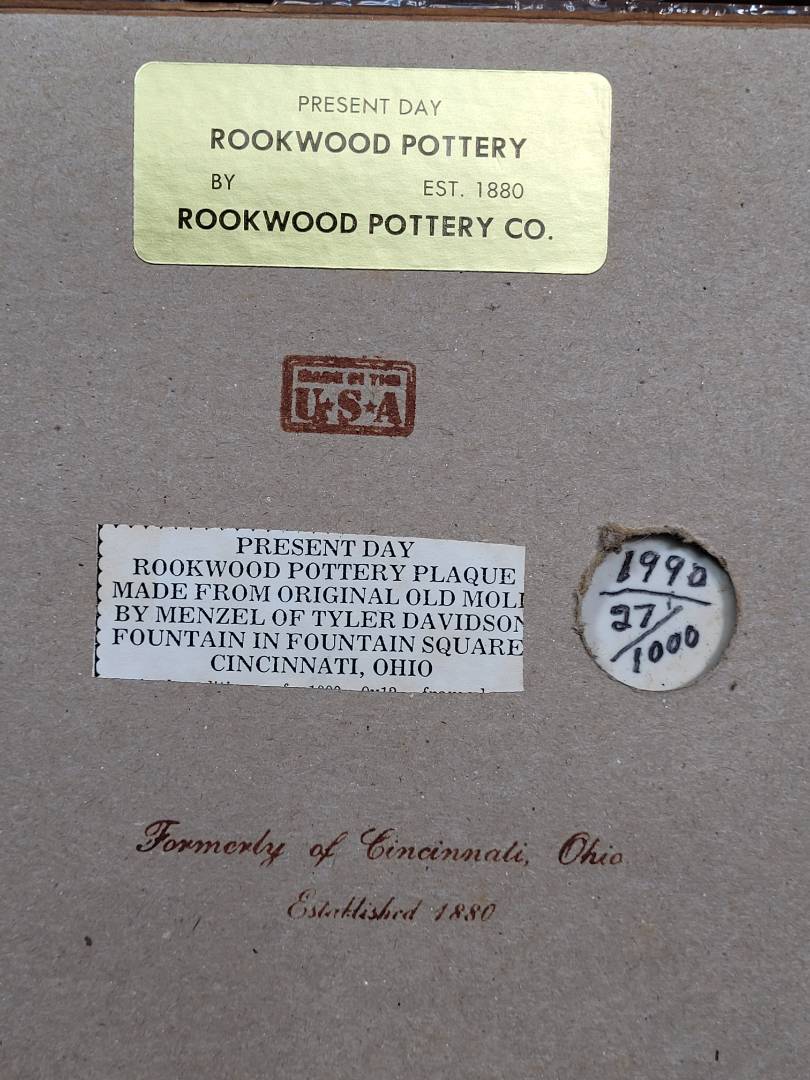 PRESENT DAY
ROOKWOOD POTTERY
BY EST. 1880
ROOKWOOD POTTERY CO.
MADE IN THE
U★S★A
PRESENT DAY
ROOKWOOD POTTERY PLAQUE
MADE FROM ORIGINAL OLD MOL
BY MENZEL OF TYLER DAVIDSON
FOUNTAIN IN FOUNTAIN SQUARE
CINCINNATI, OHIO
1990
27/1000
Formerly of Cincinnati, Ohio
Established 1880